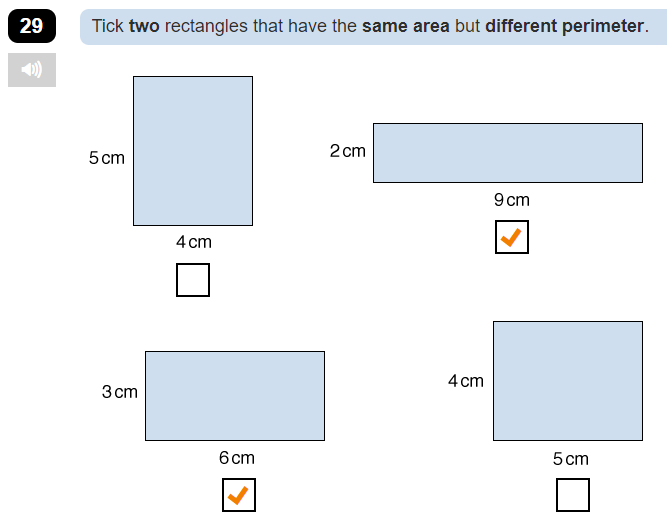 29
Tick two rectangles that have the same area but different perimeter.
5 cm
4 cm
2 cm
9 cm
3 cm
6 cm
4 cm
5 cm